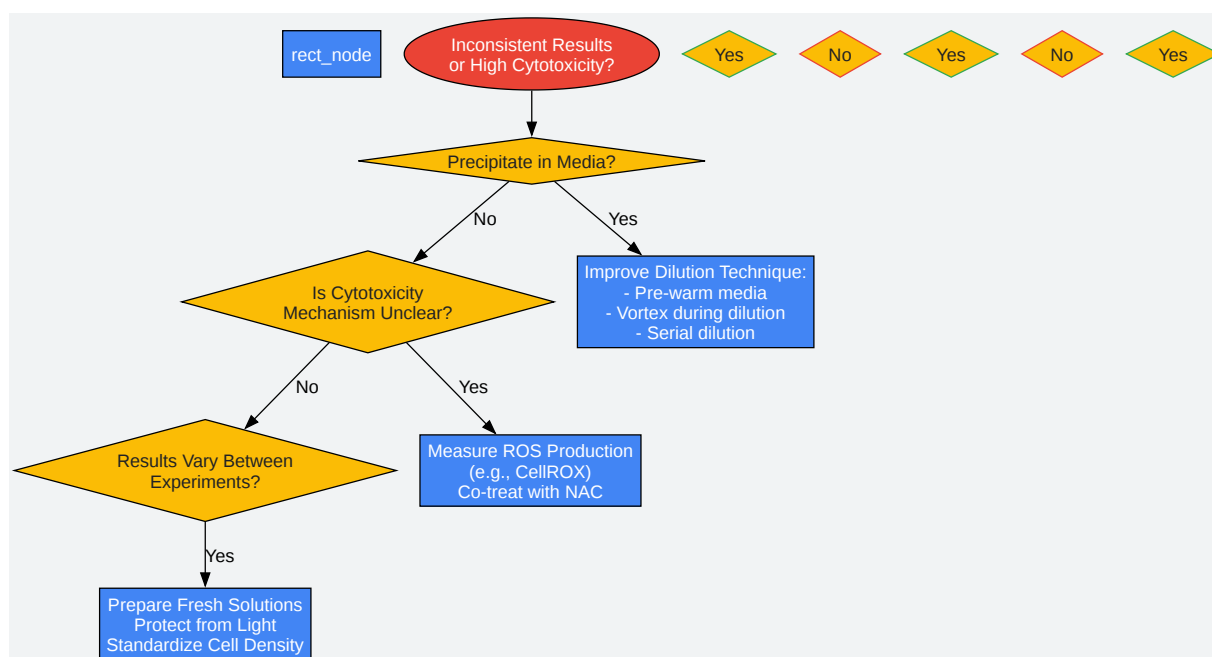 rect_node
Inconsistent Results
or High Cytotoxicity?
Yes
No
Yes
No
Yes
Precipitate in Media?
No
Yes
Is Cytotoxicity
Mechanism Unclear?
Improve Dilution Technique:
- Pre-warm media
- Vortex during dilution
- Serial dilution
No
Yes
Results Vary Between
Experiments?
Measure ROS Production
(e.g., CellROX)
Co-treat with NAC
Yes
Prepare Fresh Solutions
Protect from Light
Standardize Cell Density